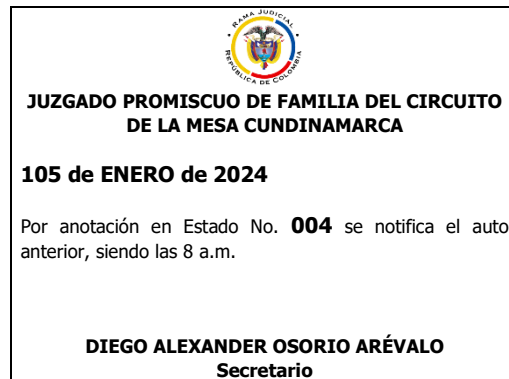 RAMA JUDICIAL
REPÚBLICA DE COLOMBIA
JUZGADO PROMISCUO DE FAMILIA DEL CIRCUITO
DE LA MESA CUNDINAMARCA
105 de ENERO de 2024
Por anotación en Estado No. 004 se notifica el auto
anterior, siendo las 8 a.m.
DIEGO ALEXANDER OSORIO ARÉVALO
Secretario